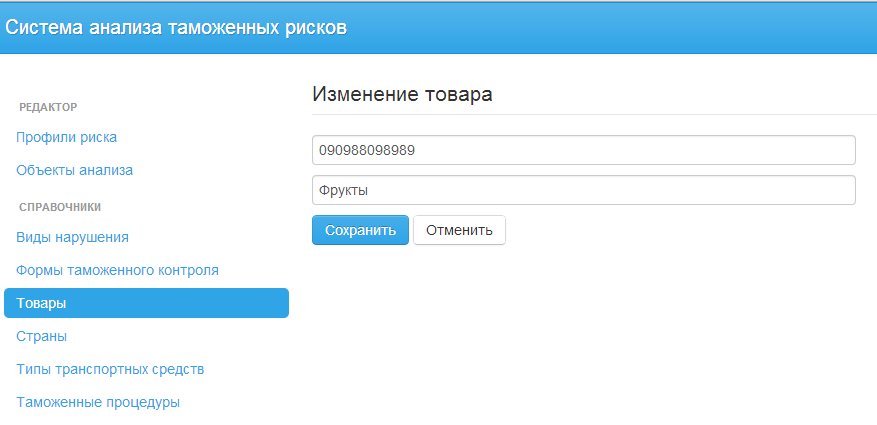 Система анализа таможенных рисков
РЕДАКТОР
Профили риска
Объекты анализа
СПРАВОЧНИКИ
Виды нарушения
Формы таможенного контроля
Товары
Страны
Типы транспортных средств
Таможенные процедуры
Изменение товара
090988098989
Фрукты
Сохранить Отменить